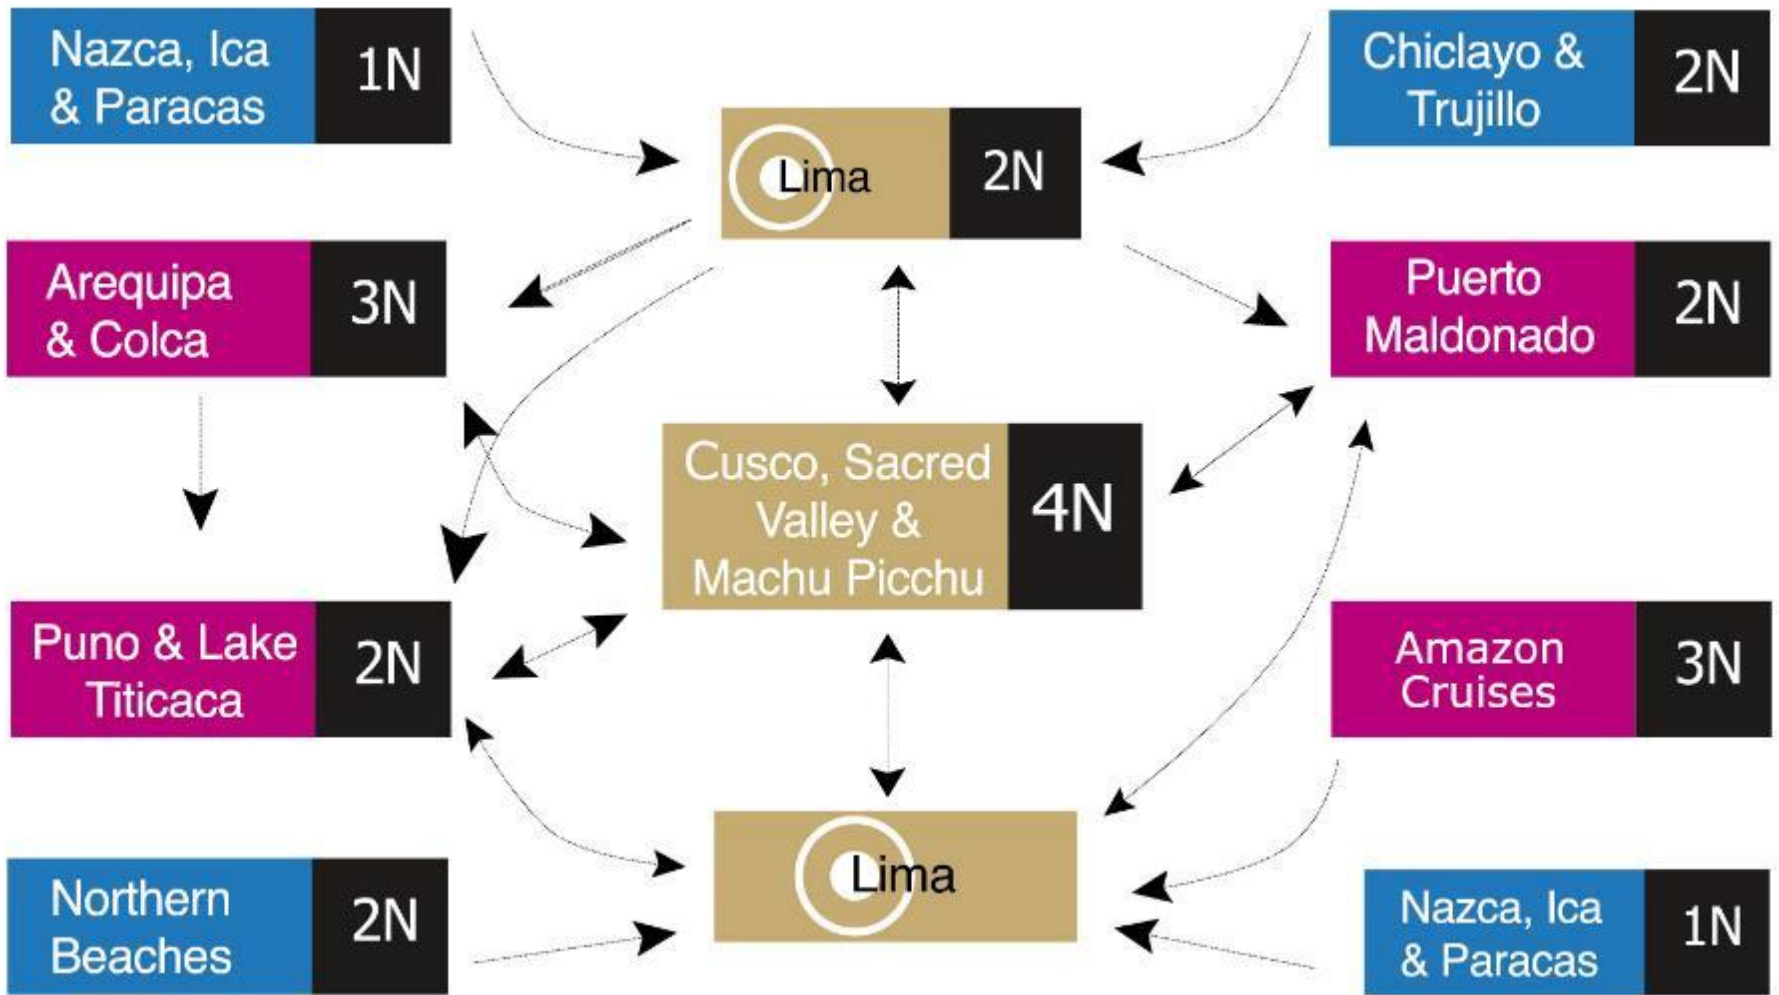 Nazca, Ica
& Paracas
1N
Lima
2N
Chiclayo &
Trujillo
2N
Arequipa
& Colca
3N
Puerto
Maldonado
2N
Cusco, Sacred
Valley &
Machu Picchu
4N
Puno & Lake
Titicaca
2N
Amazon
Cruises
3N
Northern
Beaches
2N
Lima
Nazca, Ica
& Paracas
1N